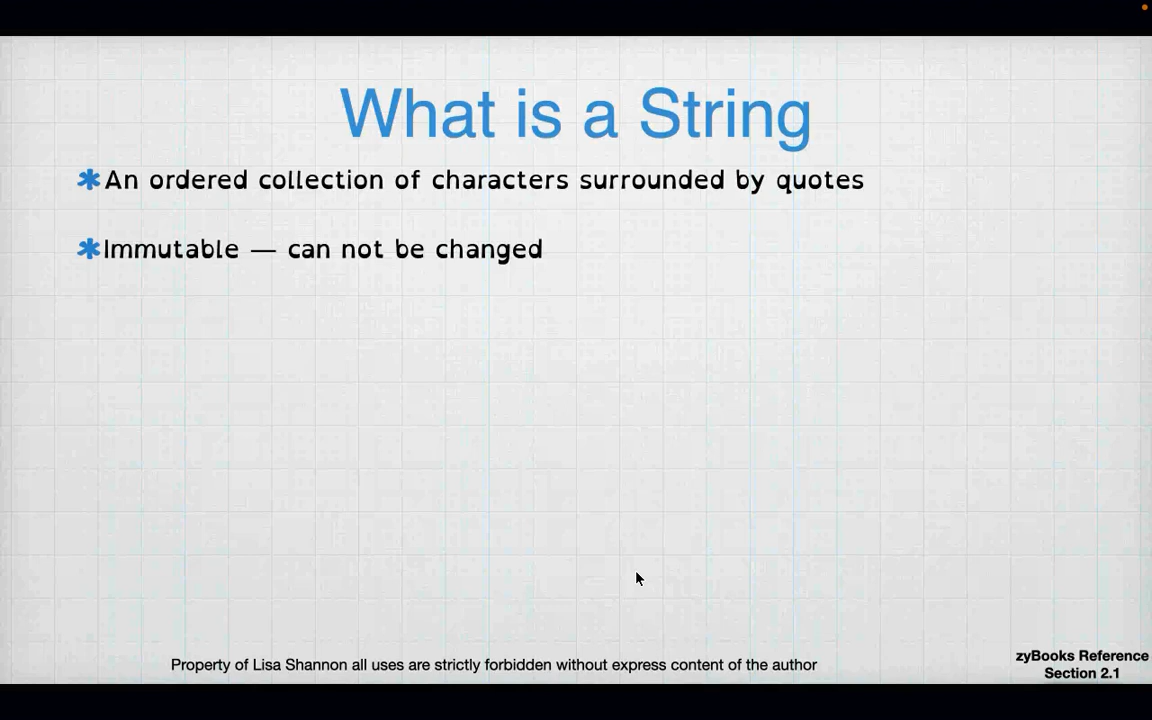 What is a String
✱An ordered collection of characters surrounded by quotes
✱Immutable — can not be changed
Property of Lisa Shannon all uses are strictly forbidden without express content of the author
zyBooks Reference
Section 2.1